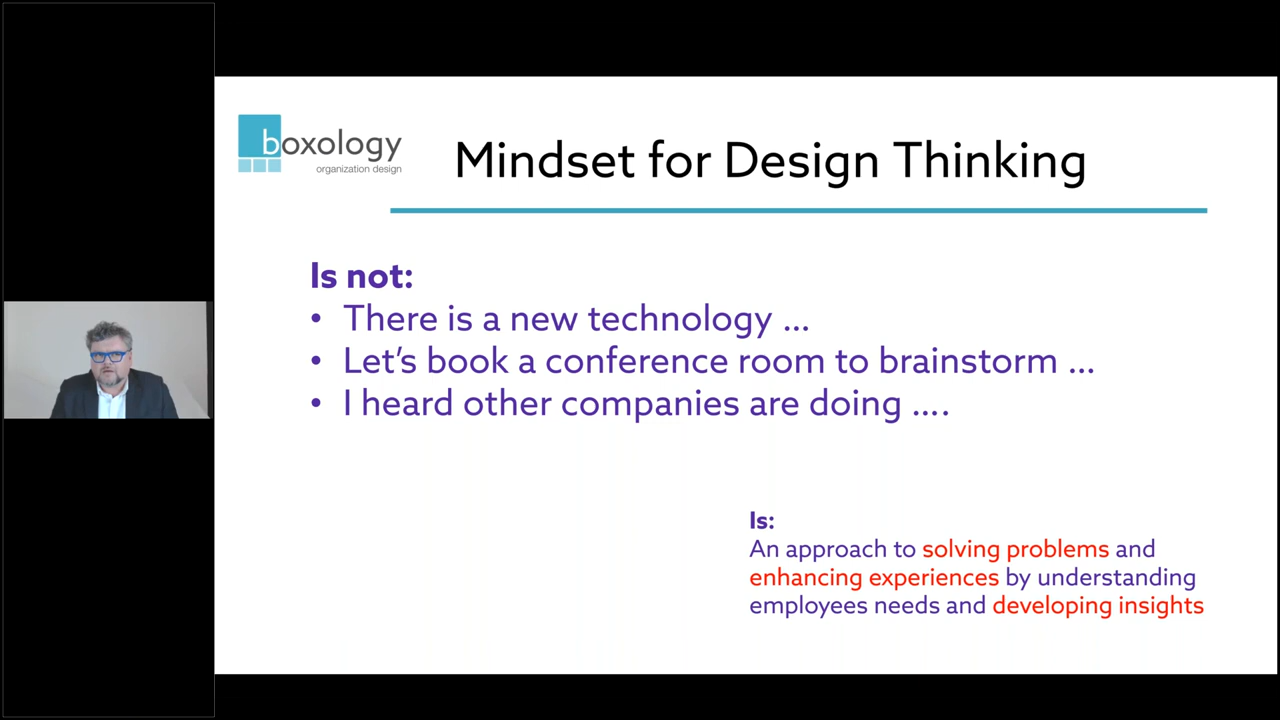 boxology
organization design
Mindset for Design Thinking
Is not:
• There is a new technology ...
• Let's book a conference room to brainstorm ...
• I heard other companies are doing ....
Is:
An approach to solving problems and
enhancing experiences by understanding
employees needs and developing insights